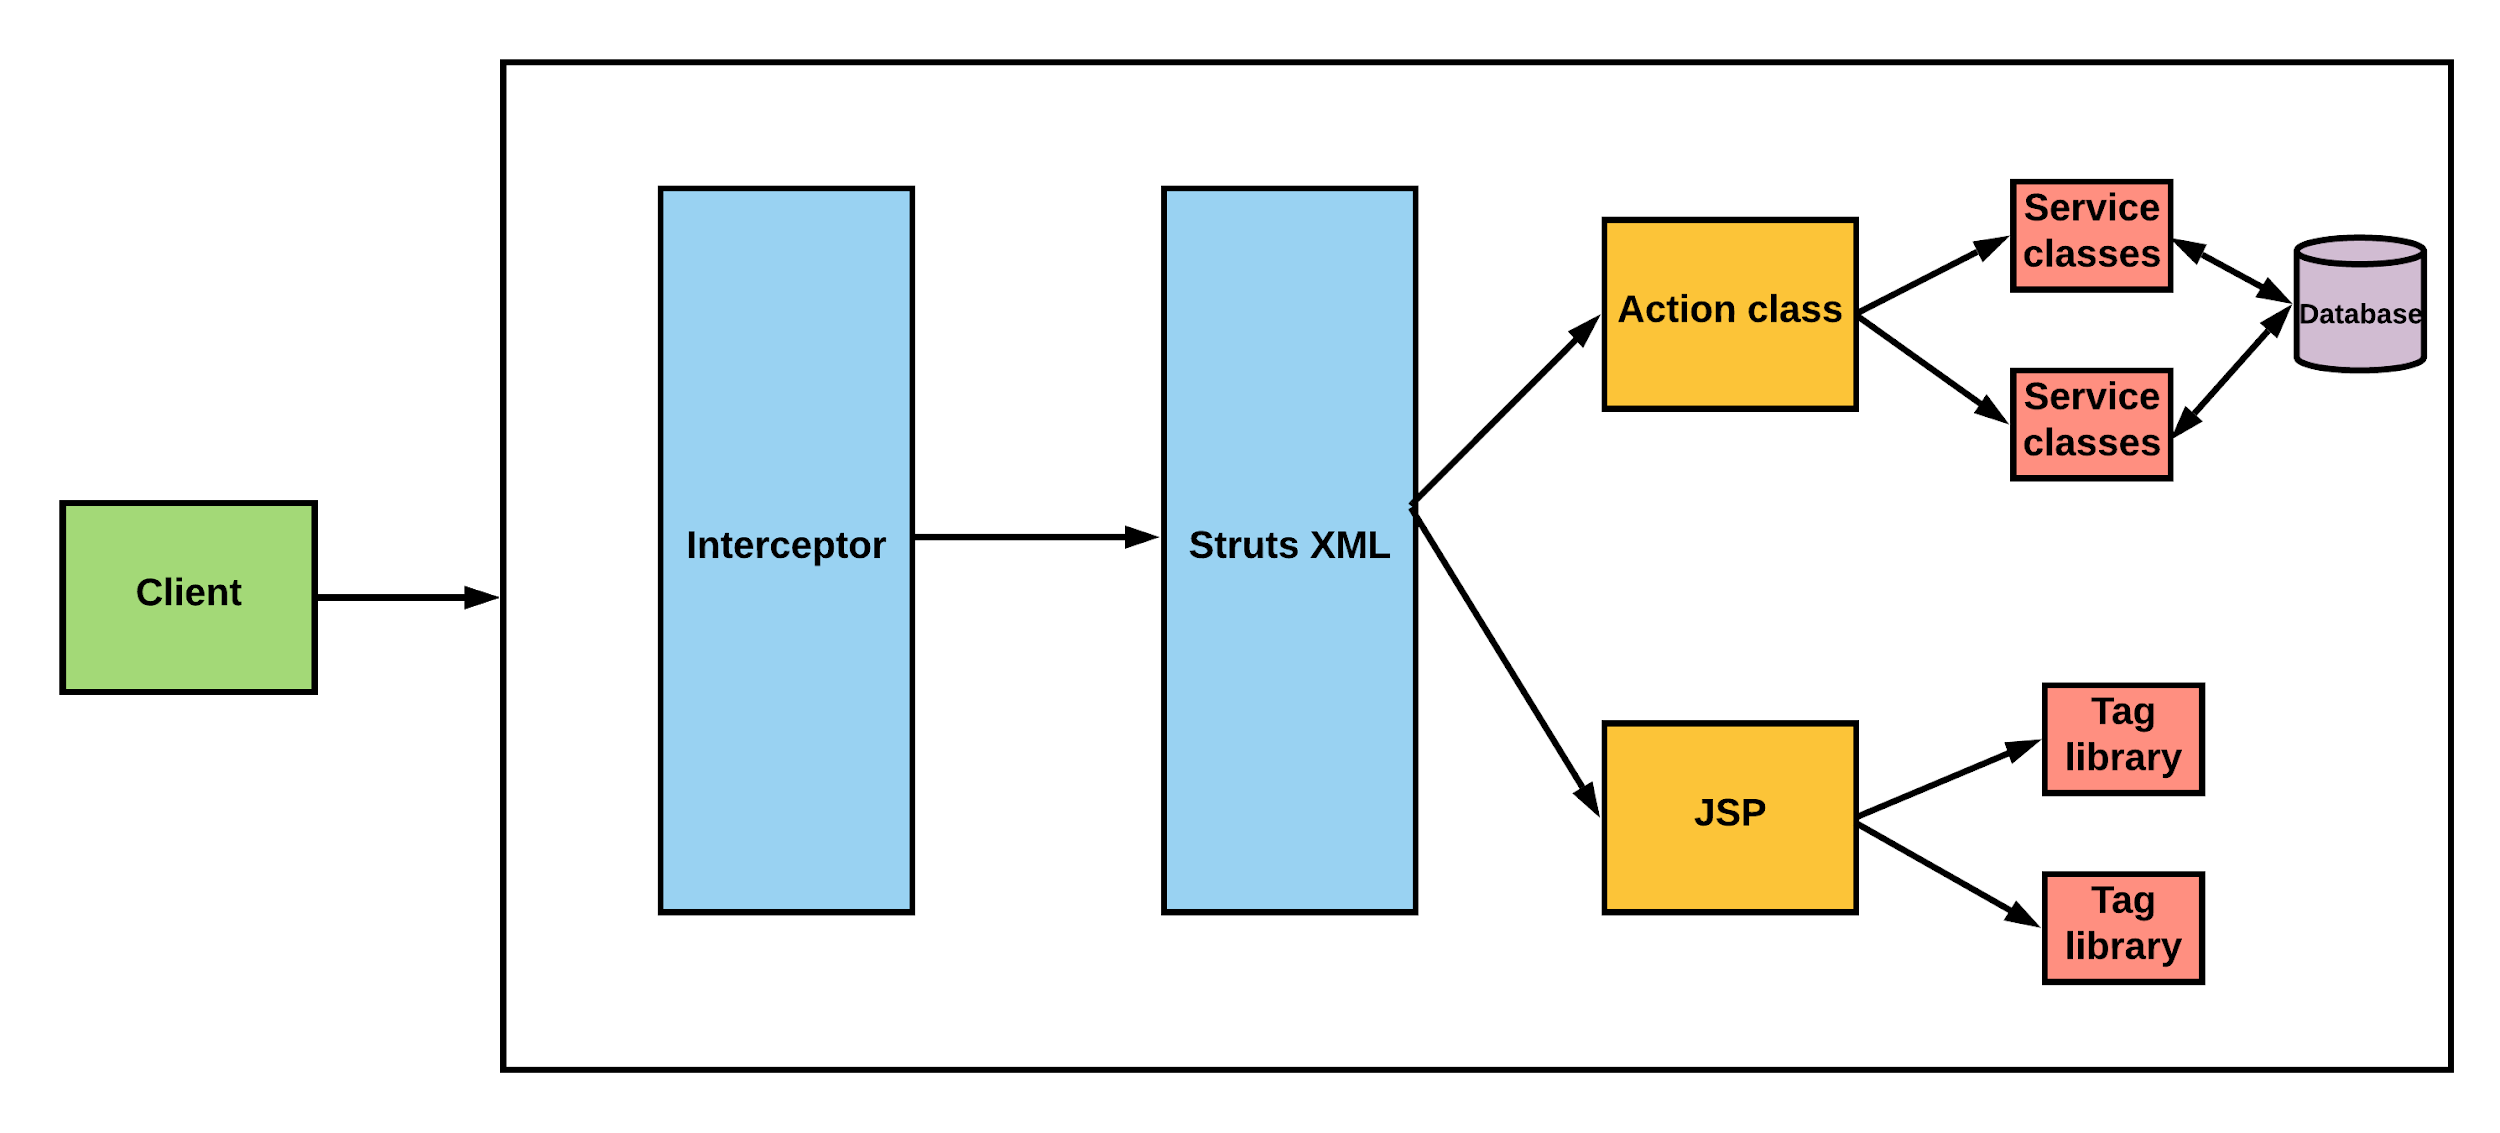 Client
Interceptor
Struts XML
Action class
Service
classes
Service
classes
Database
JSP
Tag
library
Tag
library